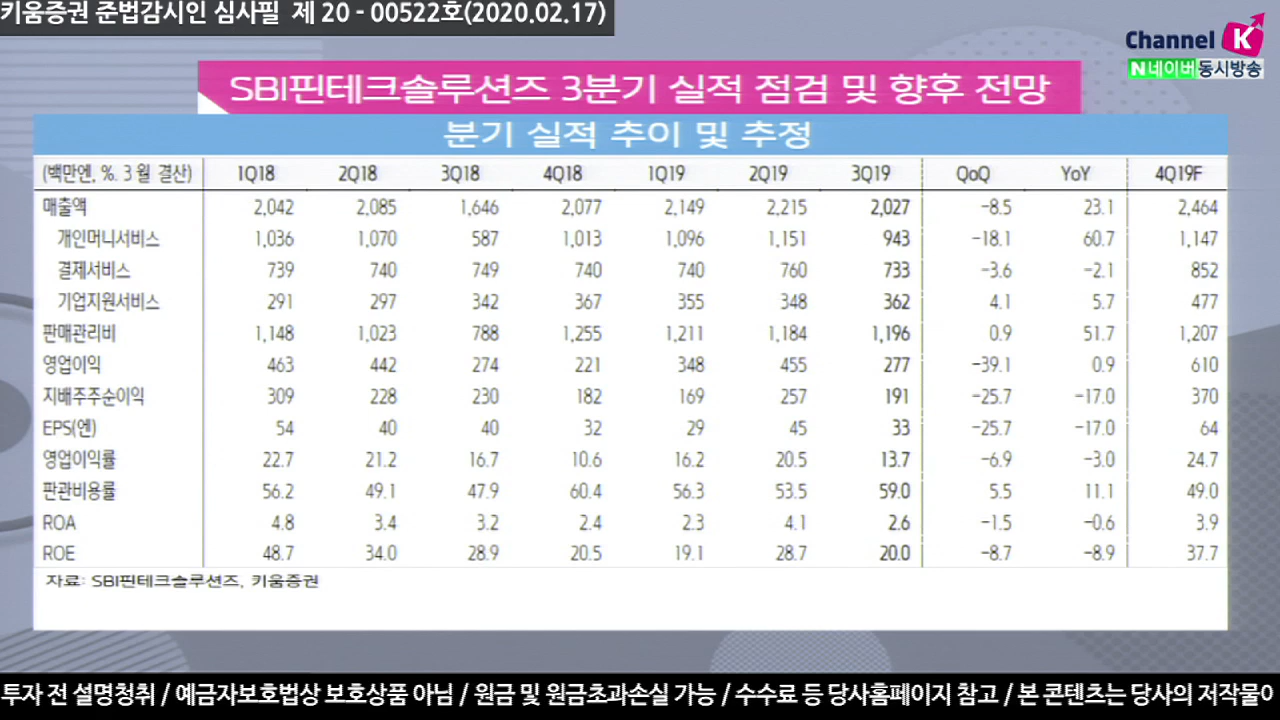 키움증권 준법감시인 심사필 제 20 - 00522호(2020.02.17)
Channel K
N 네이버 동시방송
SBI핀테크솔루션즈 3분기 실적 점검 및 향후 전망
분기 실적 추이 및 추정
(백만엔, %. 3월 결산) 1Q18 2Q18 3Q18 4Q18 1Q19 2Q19 3Q19 QoQ YoY 4Q19F
매출액 2,042 2,085 1,646 2,077 2,149 2,215 2,027 -8.5 23.1 2,464
개인머니서비스 1,036 1,070 587 1,013 1,096 1,151 943 -18.1 60.7 1,147
결제서비스 739 740 749 740 740 760 733 -3.6 -2.1 852
기업지원서비스 291 297 342 367 355 348 362 4.1 5.7 477
판매관리비 1,148 1,023 788 1,255 1,211 1,184 1,196 0.9 51.7 1,207
영업이익 463 442 274 221 348 455 277 -39.1 0.9 610
지배주주순이익 309 228 230 182 169 257 191 -25.7 -17.0 370
EPS(엔) 54 40 40 32 29 45 33 -25.7 -17.0 64
영업이익률 22.7 21.2 16.7 10.6 16.2 20.5 13.7 -6.9 -3.0 24.7
판관비용률 56.2 49.1 47.9 60.4 56.3 53.5 59.0 5.5 11.1 49.0
ROA 4.8 3.4 3.2 2.4 2.3 4.1 2.6 -1.5 -0.6 3.9
ROE 48.7 34.0 28.9 20.5 19.1 28.7 20.0 -8.7 -8.9 37.7
자료: SBI핀테크솔루션즈, 키움증권
투자 전 설명청취 / 예금자보호법상 보호상품 아님 / 원금 및 원금초과손실 가능 / 수수료 등 당사홈페이지 참고 / 본 콘텐츠는 당사의 저작물이